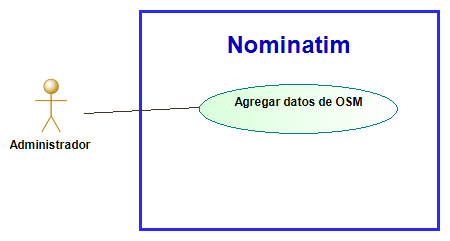 Nominatim
Agregar datos de OSM
Administrador